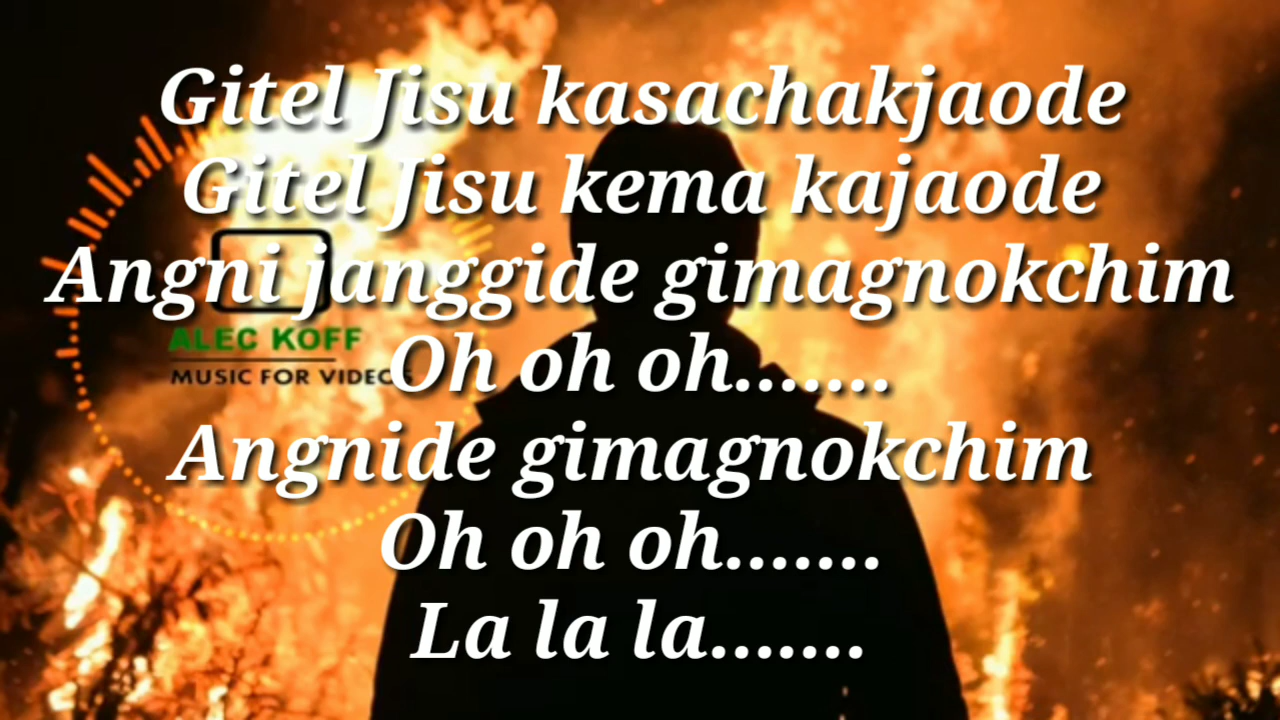 Gitel Jisu kasachakjaode
Gitel Jisu kema kajaode
Angni janggide gimagnokchim
ALEC KOFF
Oh oh oh.......
MUSIC FOR VIDEOS
Angnide gimagnokchim
Oh oh oh.......
La la la.......